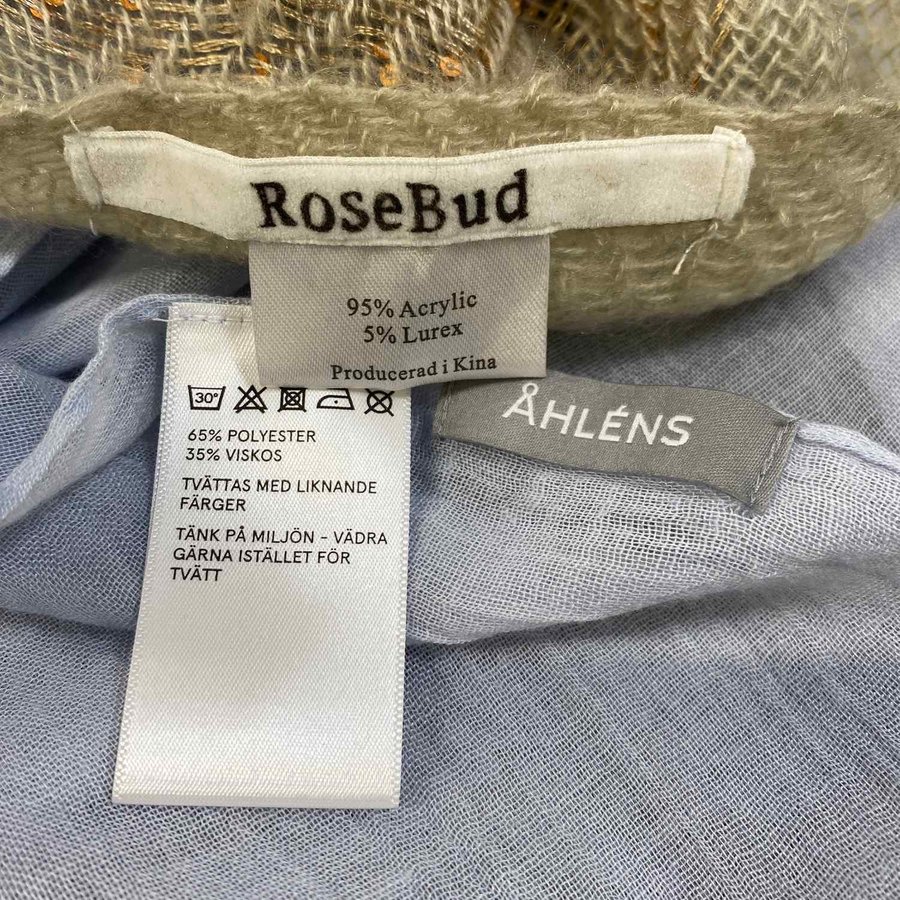 RoseBud
95% Acrylic
5% Lurex
Producerad i Kina
ÅHLÉNS
30°
65% POLYESTER
35% VISKOS
TVÄTTAS MED LIKNANDE
FÄRGER
TÄNK PÅ MILJÖN - VÄDRA
GÄRNA ISTÄLLET FÖR
TVÄTT